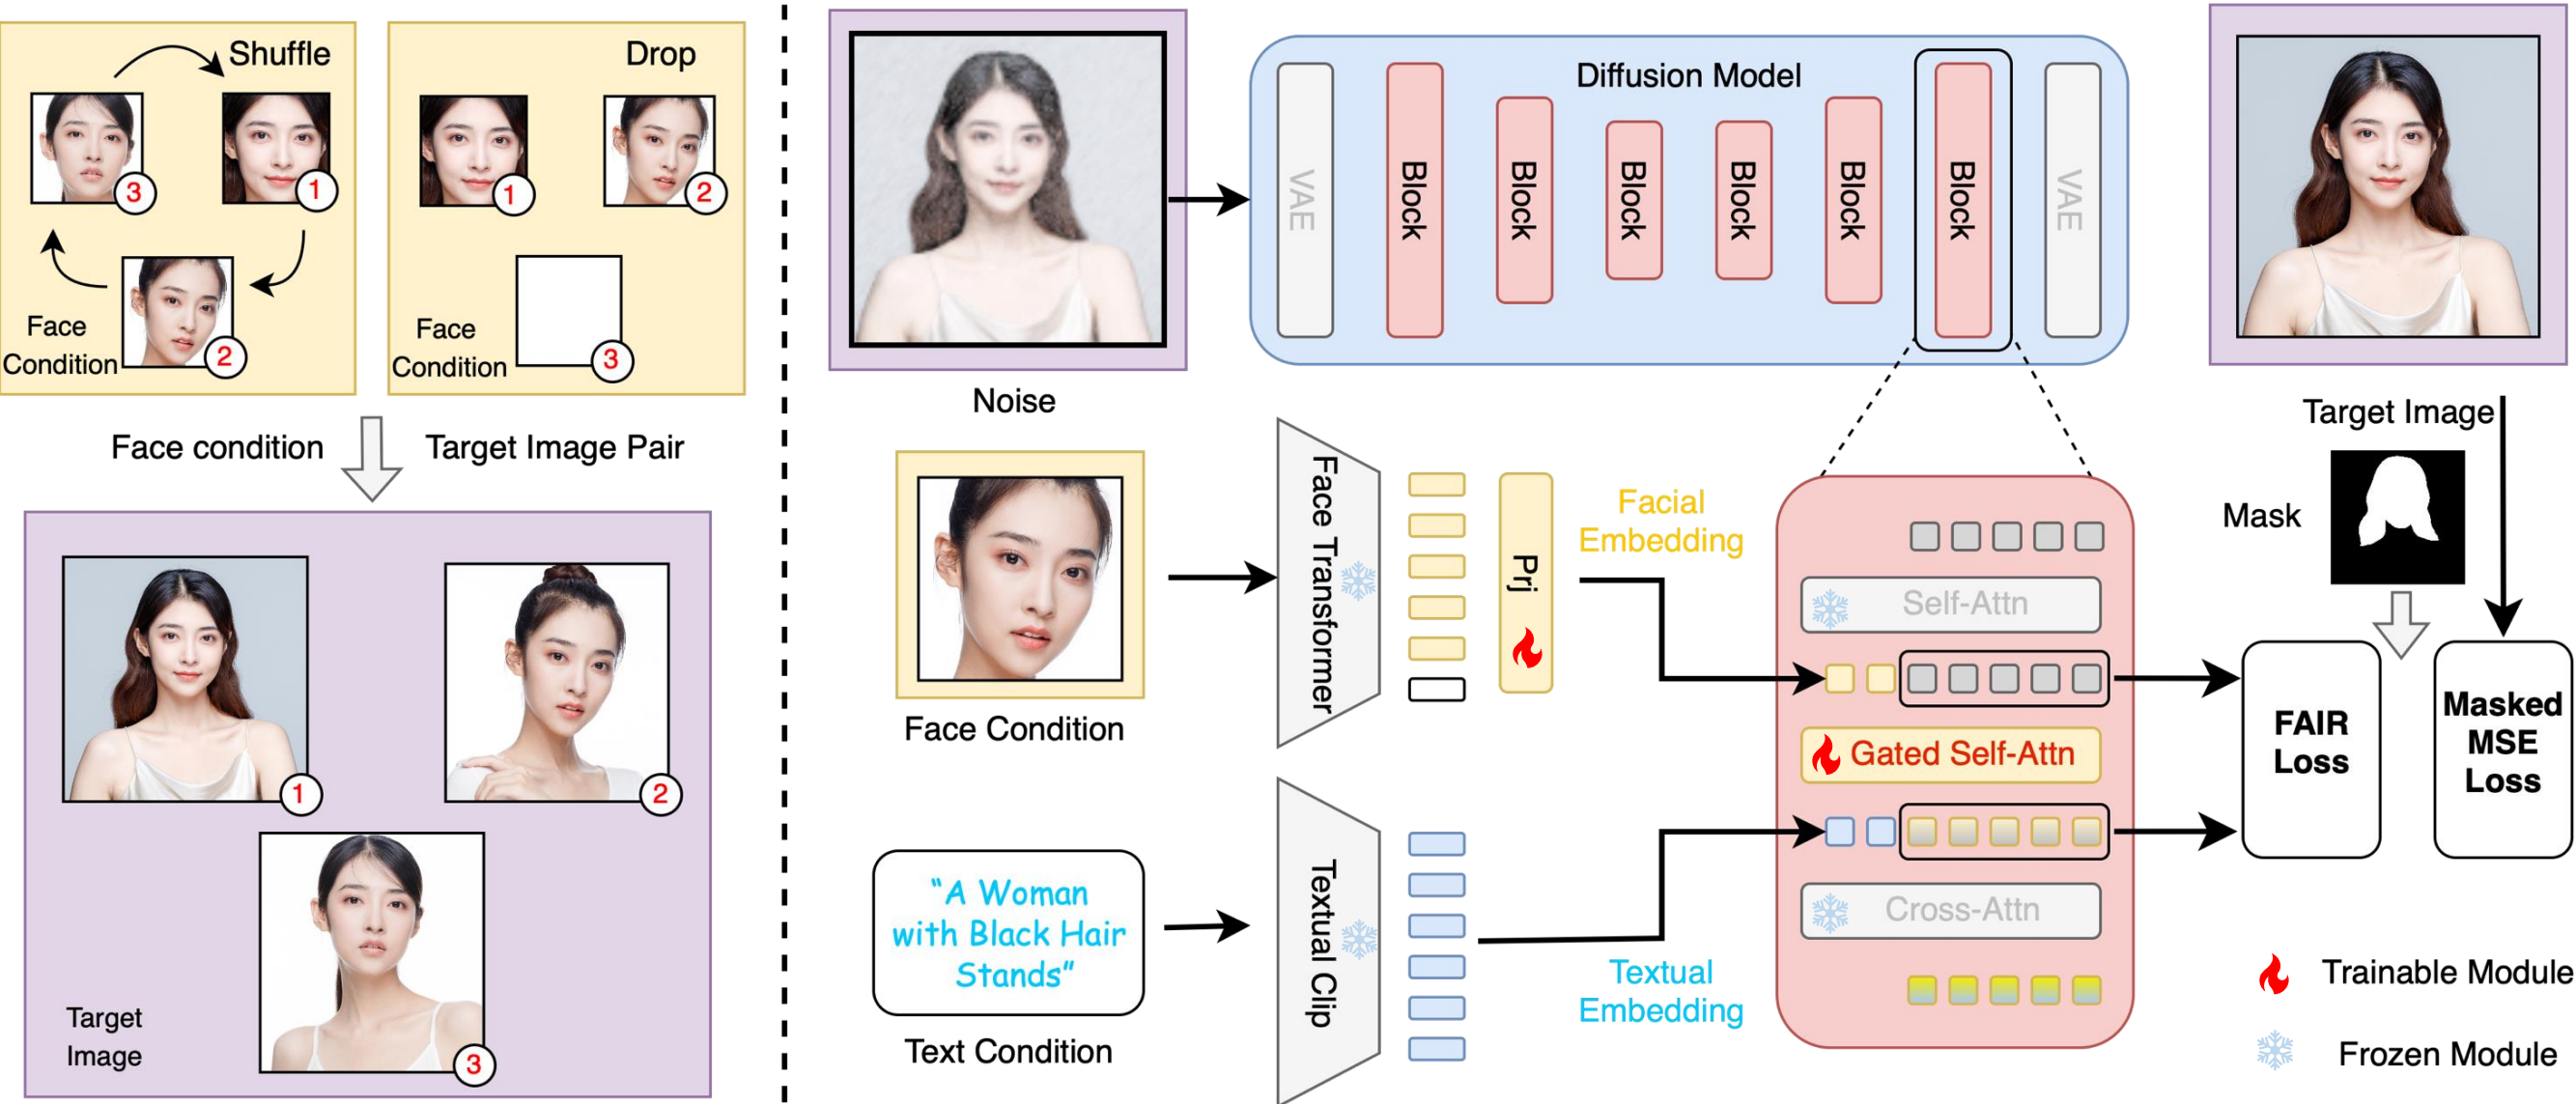 Shuffle
3
1
2
Face
Condition
Drop
1
2
3
Face
Condition
Face condition
Target Image Pair
1
2
3
Target
Image
Noise
Diffusion Model
VAE
Block
Block
Block
Block
Block
Block
VAE
Face Condition
Face Transformer
Prj
Facial
Embedding
“A Woman
with Black Hair
Stands”
Text Condition
Textual Clip
Textual
Embedding
Self-Attn
Gated Self-Attn
Cross-Attn
Target Image
Mask
FAIR
Loss
Masked
MSE
Loss
Trainable Module
Frozen Module